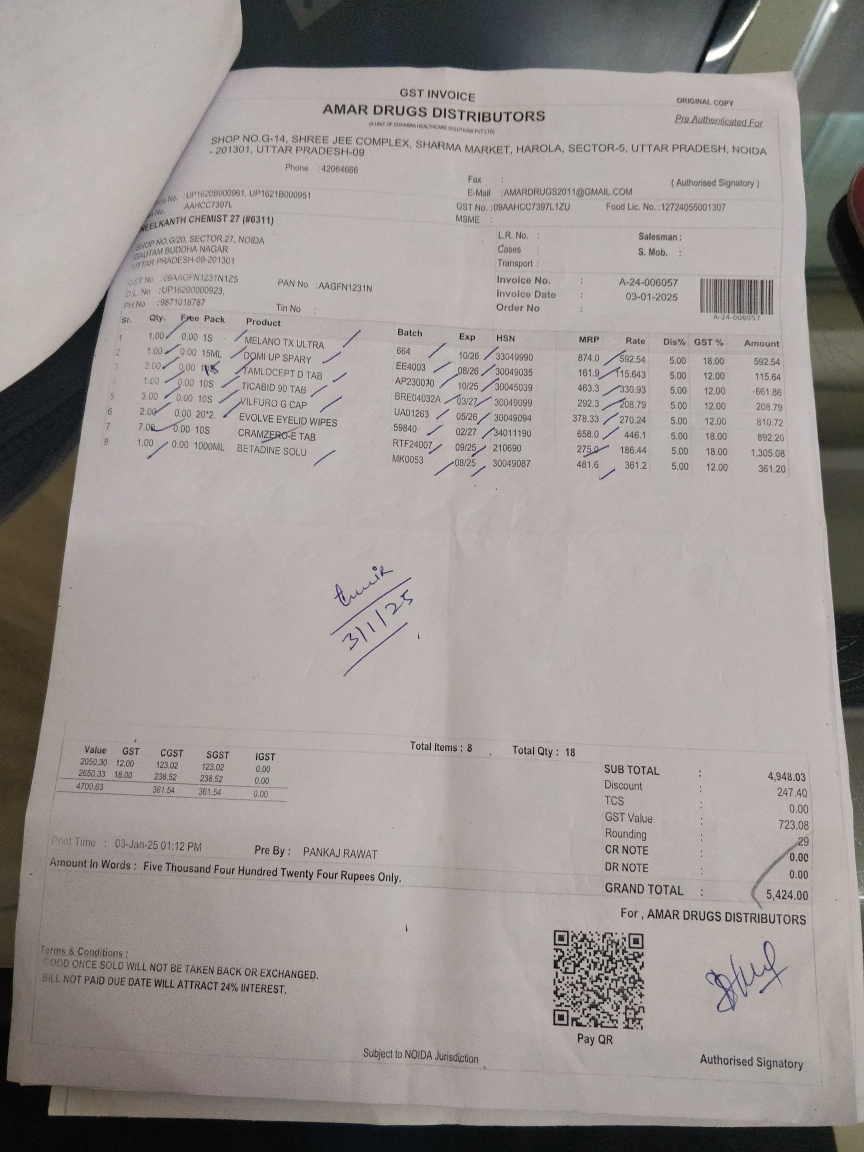 GST INVOICE
ORIGINAL COPY
AMAR DRUGS DISTRIBUTORS
Pre Authenticated For
(A UNIT OF CHHABRA HEALTHCARE SOLUTIONS PVT LTD)
SHOP NO.G-14, SHREE JEE COMPLEX, SHARMA MARKET, HAROLA, SECTOR-5, UTTAR PRADESH, NOIDA
- 201301, UTTAR PRADESH-09
Phone :42064666
Fax :
(Authorised Signatory )
E-Mail :AMARDRUGS2011@GMAIL.COM
No. :UP1620B000961, UP1621B000951
GST No. :09AAHCC7397L1ZU Food Lic. No.:12724055001307
No. :AAHCC7397L
MSME :
NEELKANTH CHEMIST 27 (#6311)
SHOP NO.G/20, SECTOR.27, NOIDA
GAUTAM BUDDHA NAGAR
UTTAR PRADESH-09-201301
GST No :09AAGFN1231N1Z5 PAN No :AAGFN1231N
D.L. No :UP16200000923,
PH.No :9871018787 Tin No :
L.R. No. : Salesman :
Cases : S. Mob. :
Transport :
Invoice No. : A-24-006057
Invoice Date : 03-01-2025
Order No :
A-24-006057
Sr. Qty. Free Pack Product Batch Exp HSN MRP Rate Dis% GST % Amount
1 1.00 0.00 1S MELANO TX ULTRA 664 10/26 33049990 874.0 592.54 5.00 18.00 592.54
2 1.00 0.00 15ML DOMI UP SPARY EE4003 08/26 30049035 161.9 115.643 5.00 12.00 115.64
3 2.00 0.00 TAMLOCEPT D TAB AP230070 10/25 30045039 463.3 330.93 5.00 12.00 661.86
4 1.00 0.00 10S TICABID 90 TAB BRE04032A 03/27 30049099 292.3 208.79 5.00 12.00 208.79
5 3.00 0.00 10S VILFURO G CAP UA01263 05/26 30049094 378.33 270.24 5.00 12.00 810.72
6 2.00 0.00 20*2. EVOLVE EYELID WIPES 59840 02/27 34011190 658.0 446.1 5.00 18.00 892.20
7 7.00 0.00 10S CRAMZERO-E TAB RTF24007 09/25 210690 275.0 186.44 5.00 18.00 1,305.08
8 1.00 0.00 1000ML BETADINE SOLU MK0053 08/25 30049087 481.6 361.2 5.00 12.00 361.20
3/1/25
Total Items : 8 Total Qty : 18
Value GST CGST SGST IGST
2050.30 12.00 123.02 123.02 0.00
2650.33 18.00 238.52 238.52 0.00
4700.63 361.54 361.54 0.00
SUB TOTAL : 4,948.03
Discount : 247.40
TCS : 0.00
GST Value : 723.08
Rounding : .29
CR NOTE : 0.00
DR NOTE : 0.00
GRAND TOTAL : 5,424.00
Print Time : 03-Jan-25 01:12 PM Pre By : PANKAJ RAWAT
Amount In Words : Five Thousand Four Hundred Twenty Four Rupees Only.
For , AMAR DRUGS DISTRIBUTORS
Terms & Conditions :
GOOD ONCE SOLD WILL NOT BE TAKEN BACK OR EXCHANGED.
BILL NOT PAID DUE DATE WILL ATTRACT 24% INTEREST.
Pay QR
Subject to NOIDA Jurisdiction
Authorised Signatory